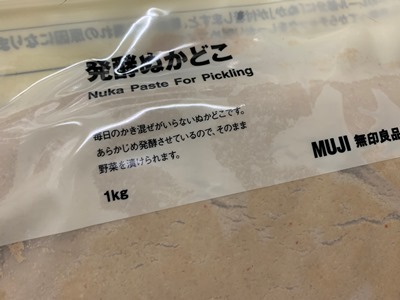 発酵ぬかどこ
Nuka Paste For Pickling
毎日のかき混ぜがいらないぬかどこです。
あらかじめ発酵させているので、そのまま
野菜を漬けられます。
1kg
MUJI 無印良品